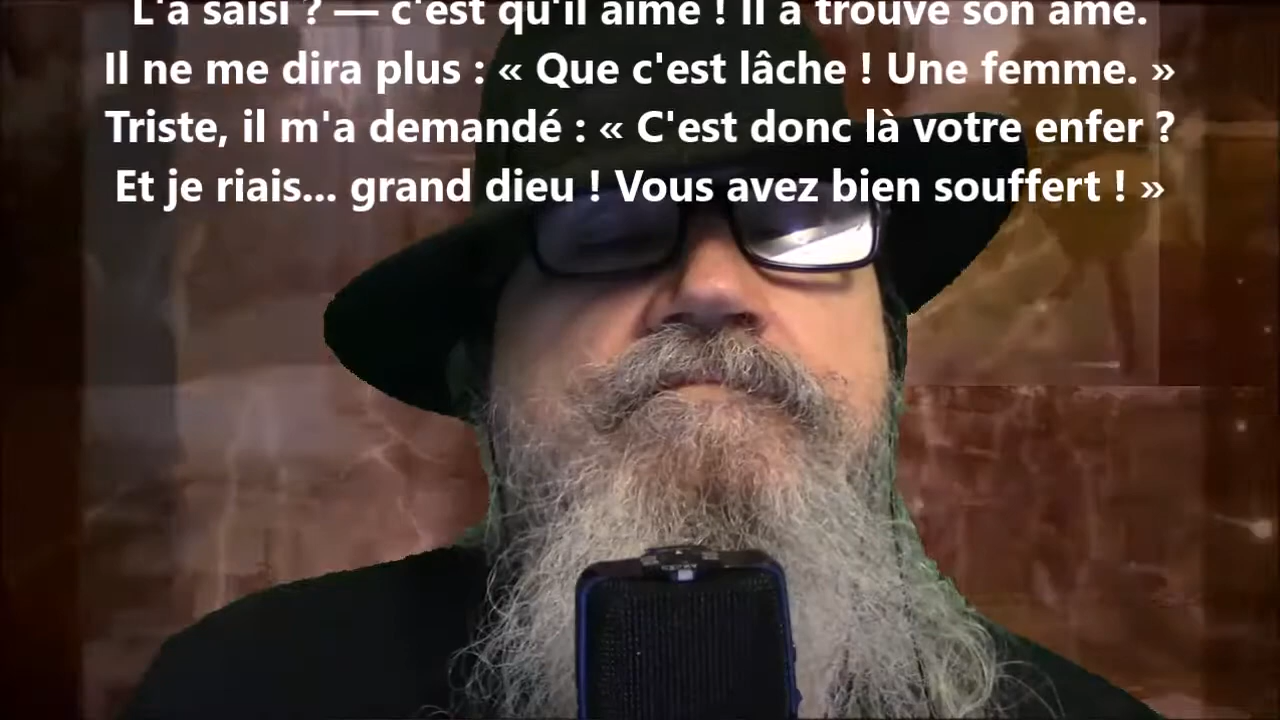 L'a saisi ? — c'est qu'il aime ! Il a trouvé son âme.
Il ne me dira plus : « Que c'est lâche ! Une femme. »
Triste, il m'a demandé : « C'est donc là votre enfer ?
Et je riais... grand dieu ! Vous avez bien souffert ! »